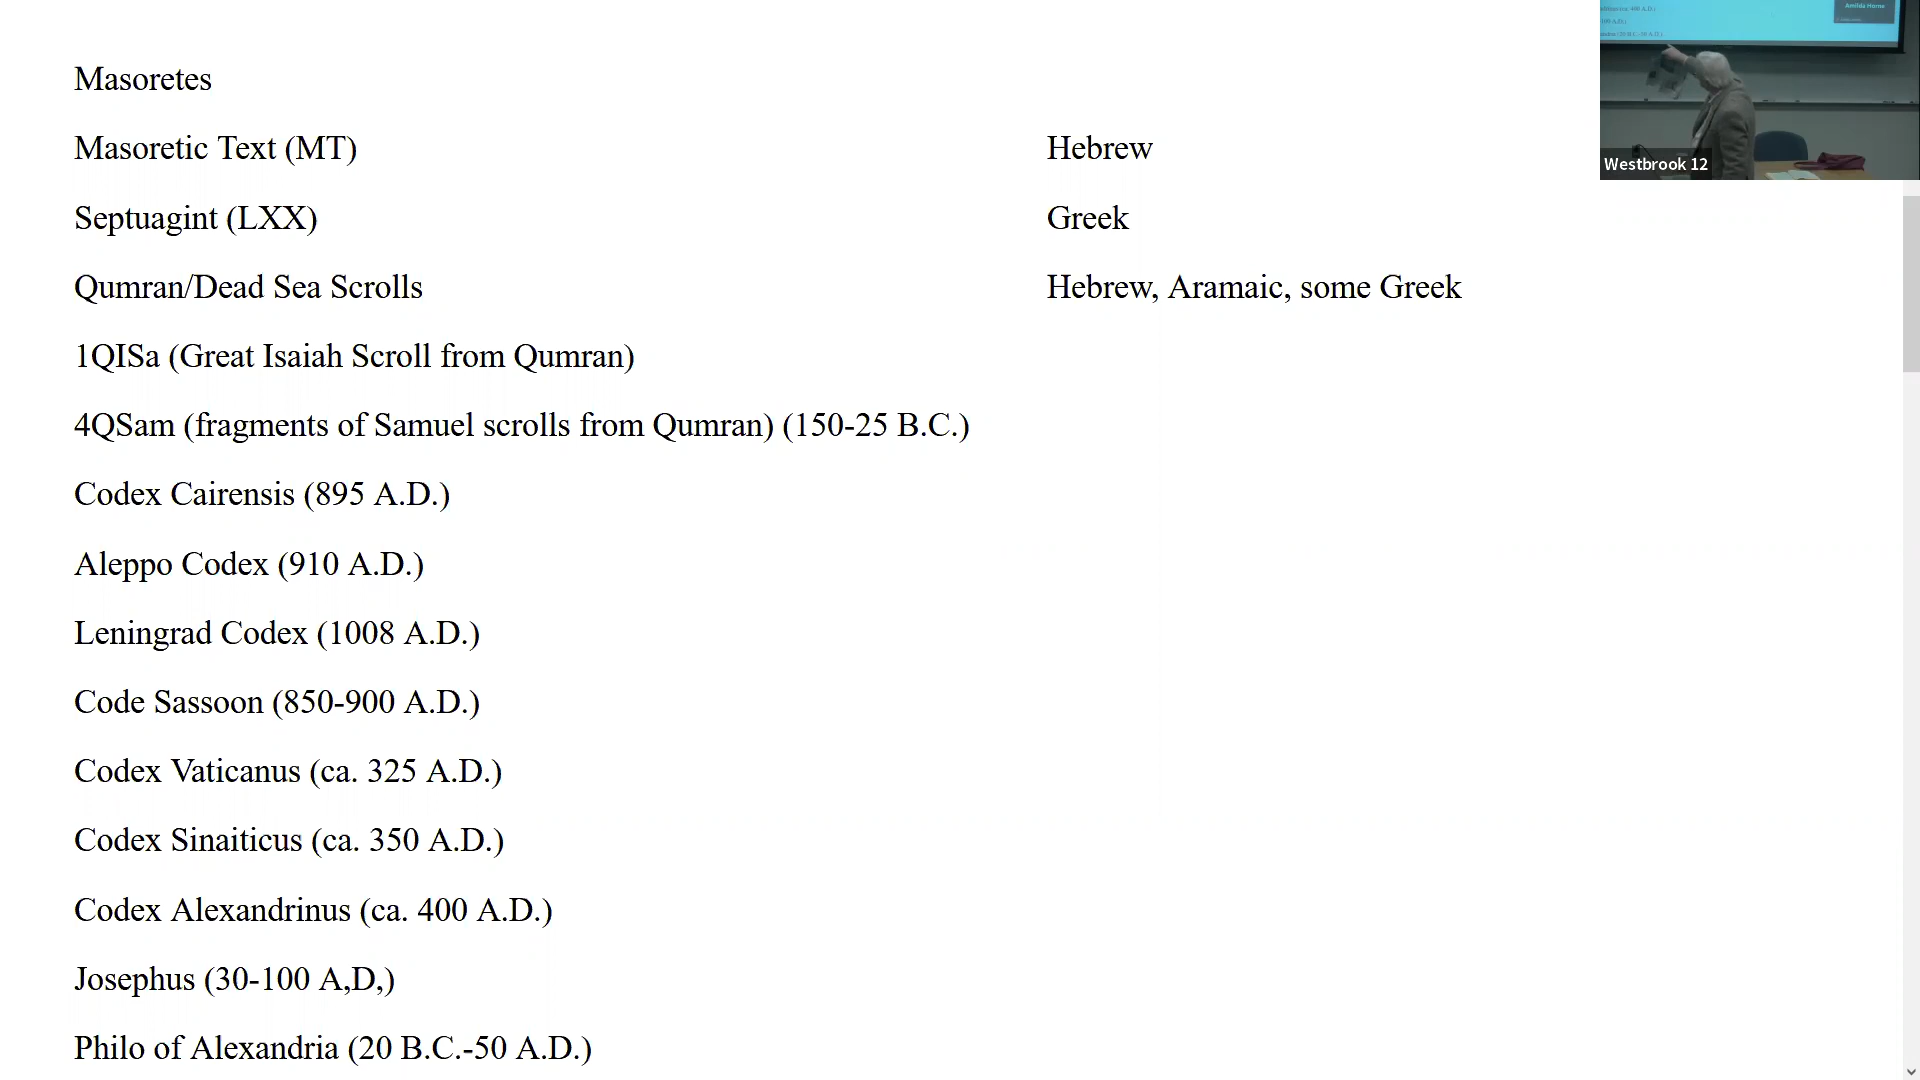 Masoretes
Masoretic Text (MT) Hebrew
Septuagint (LXX) Greek
Qumran/Dead Sea Scrolls Hebrew, Aramaic, some Greek
1QISa (Great Isaiah Scroll from Qumran)
4QSam (fragments of Samuel scrolls from Qumran) (150-25 B.C.)
Codex Cairensis (895 A.D.)
Aleppo Codex (910 A.D.)
Leningrad Codex (1008 A.D.)
Code Sassoon (850-900 A.D.)
Codex Vaticanus (ca. 325 A.D.)
Codex Sinaiticus (ca. 350 A.D.)
Codex Alexandrinus (ca. 400 A.D.)
Josephus (30-100 A,D,)
Philo of Alexandria (20 B.C.-50 A.D.)
Amilda Horne
Westbrook 12